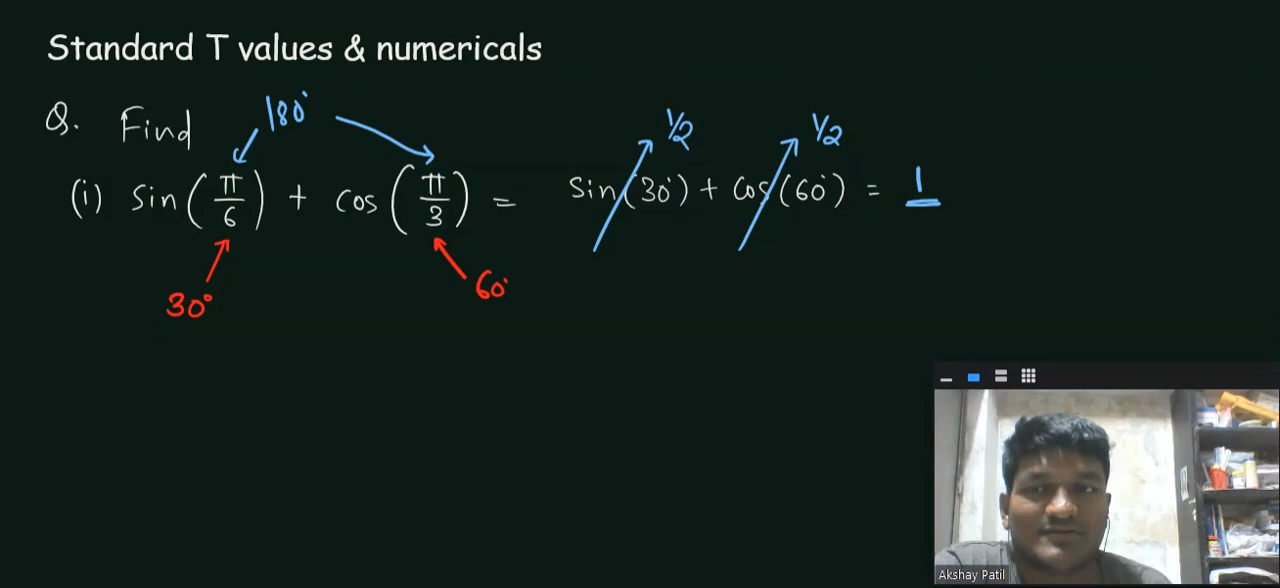 Standard T values & numericals
Q. Find 180°
(i) sin(π/6) + cos(π/3) = sin(30°) + cos(60°) = 1
1/2 1/2
30° 60°
Akshay Patil